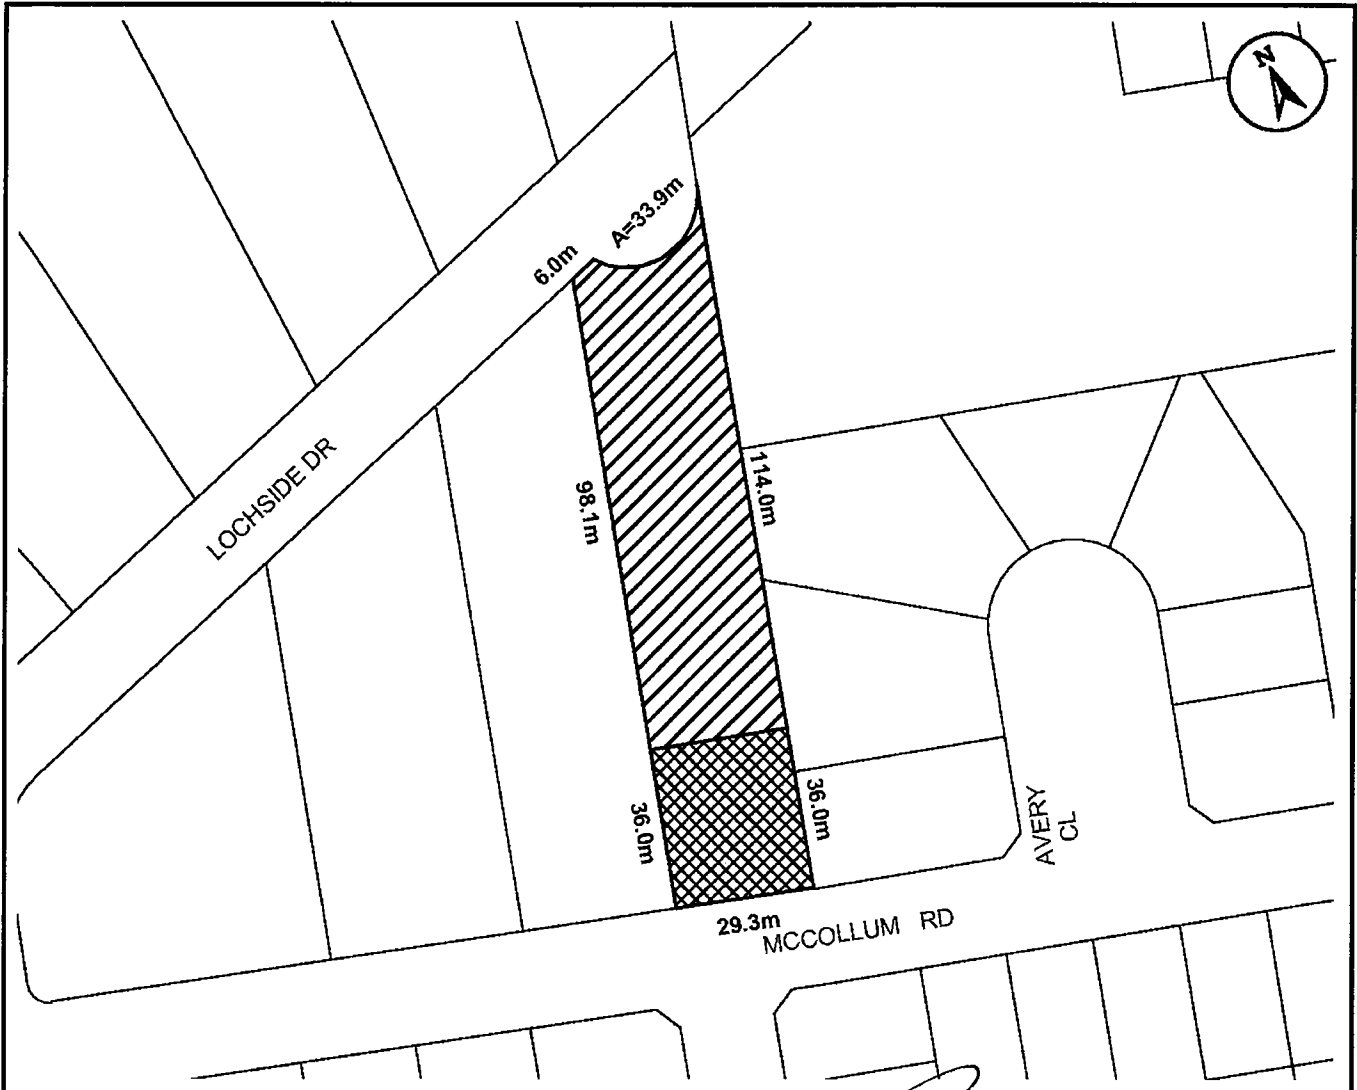 N
A=33.9m
6.0m
LOCHSIDE DR
98.1m
114.0m
36.0m
36.0m
AVERY
CL
29.3m
MCCOLLUM RD